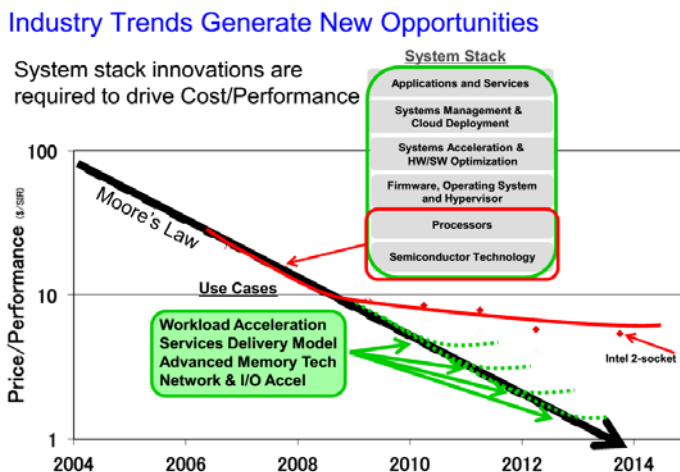 Industry Trends Generate New Opportunities
System stack innovations are
required to drive Cost/Performance
System Stack
Applications and Services
Systems Management &
Cloud Deployment
Systems Acceleration &
HW/SW Optimization
Firmware, Operating System
and Hypervisor
Processors
Semiconductor Technology
Price/Performance ($/SIR)
100
10
1
Moore's Law
Use Cases
Workload Acceleration
Services Delivery Model
Advanced Memory Tech
Network & I/O Accel
Intel 2-socket
2004
2006
2008
2010
2012
2014